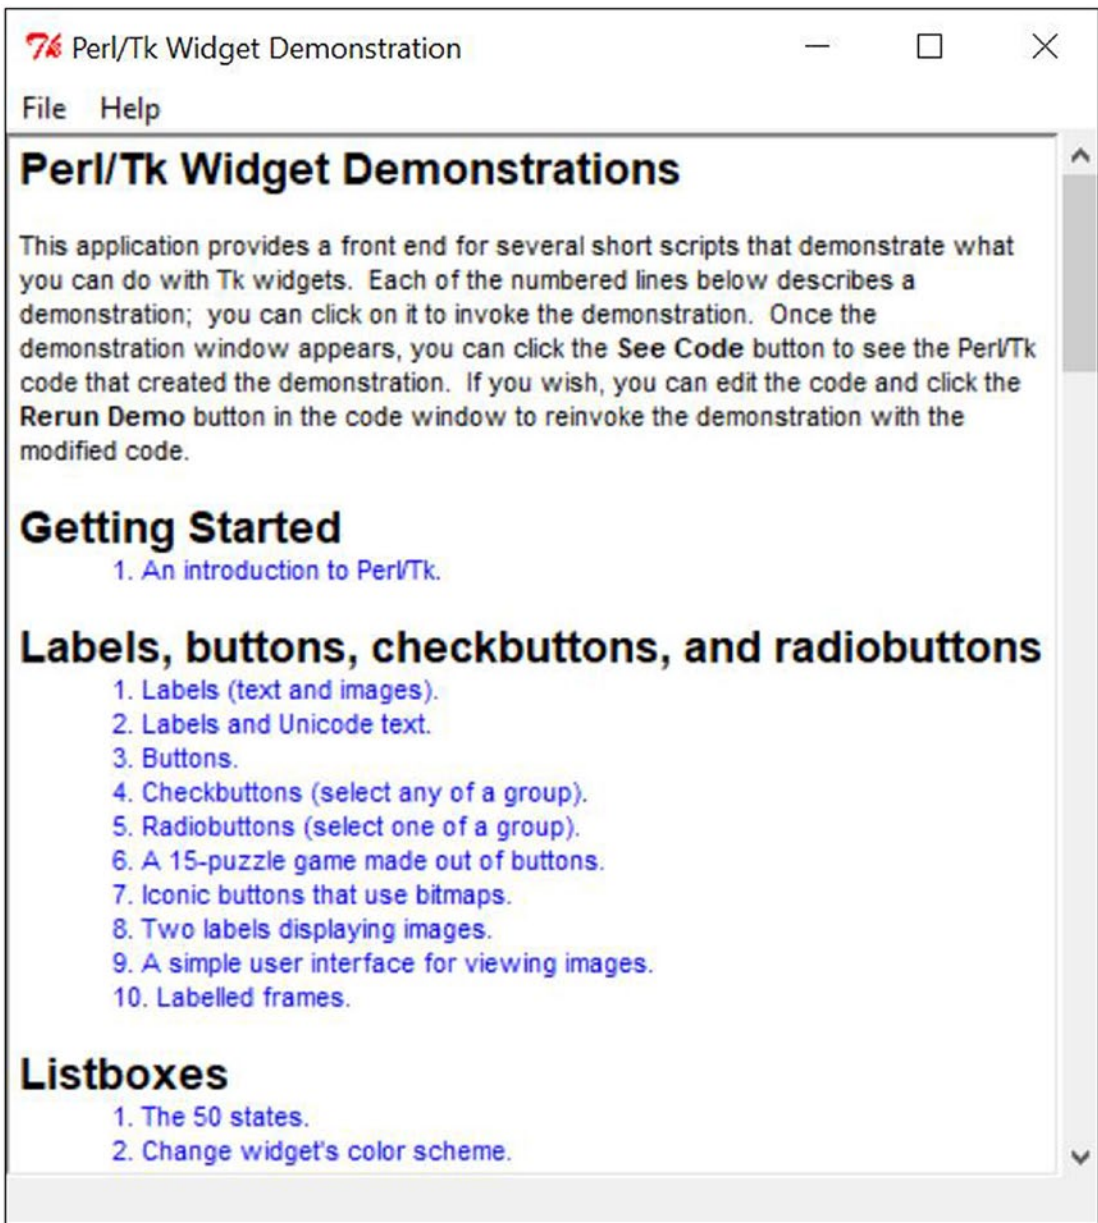 Perl/Tk Widget Demonstration
File Help
Perl/Tk Widget Demonstrations
This application provides a front end for several short scripts that demonstrate what
you can do with Tk widgets.  Each of the numbered lines below describes a
demonstration;  you can click on it to invoke the demonstration.  Once the
demonstration window appears, you can click the See Code button to see the Perl/Tk
code that created the demonstration.  If you wish, you can edit the code and click the
Rerun Demo button in the code window to reinvoke the demonstration with the
modified code.
Getting Started
1. An introduction to Perl/Tk.
Labels, buttons, checkbuttons, and radiobuttons
1. Labels (text and images).
2. Labels and Unicode text.
3. Buttons.
4. Checkbuttons (select any of a group).
5. Radiobuttons (select one of a group).
6. A 15-puzzle game made out of buttons.
7. Iconic buttons that use bitmaps.
8. Two labels displaying images.
9. A simple user interface for viewing images.
10. Labelled frames.
Listboxes
1. The 50 states.
2. Change widget's color scheme.